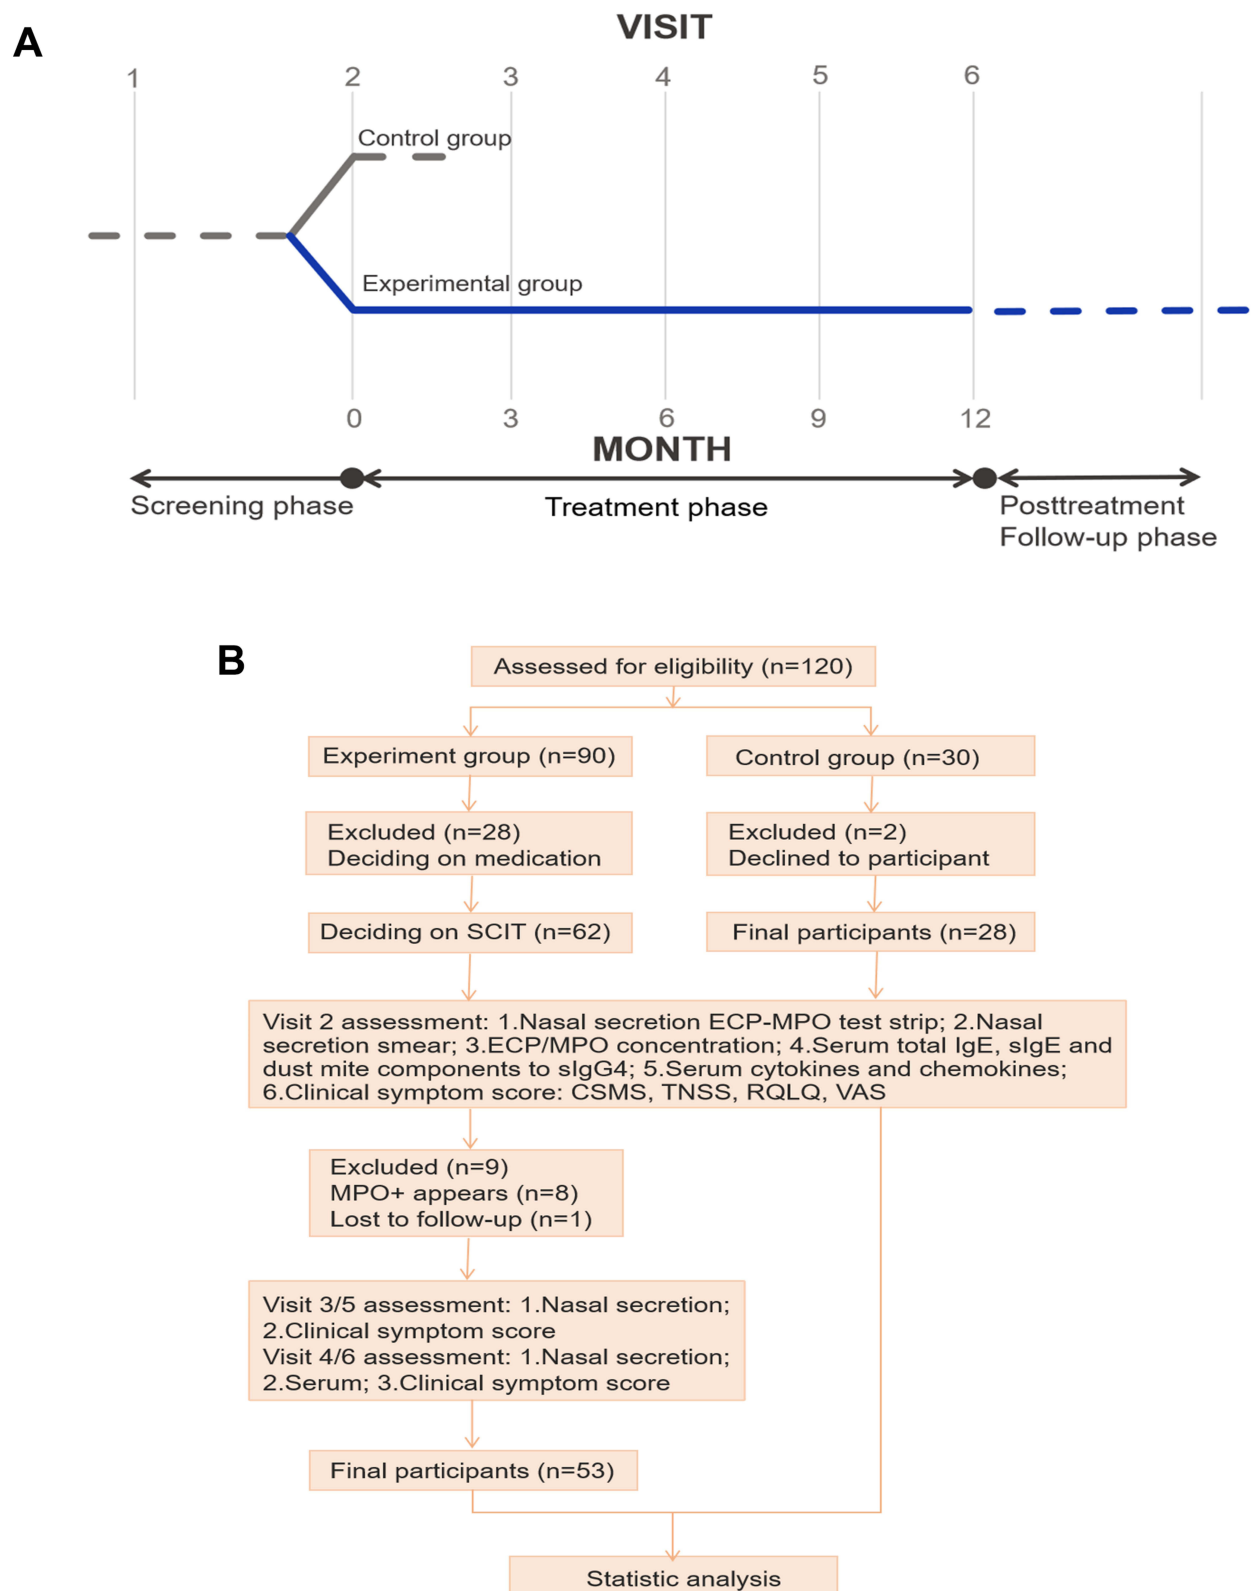 A
VISIT
1 2 3 4 5 6
Control group
Experimental group
0 3 6 9 12
MONTH
Screening phase
Treatment phase
Posttreatment
Follow-up phase
B
Assessed for eligibility (n=120)
Experiment group (n=90)
Control group (n=30)
Excluded (n=28)
Deciding on medication
Excluded (n=2)
Declined to participant
Deciding on SCIT (n=62)
Final participants (n=28)
Visit 2 assessment: 1.Nasal secretion ECP-MPO test strip; 2.Nasal
secretion smear; 3.ECP/MPO concentration; 4.Serum total IgE, sIgE and
dust mite components to sIgG4; 5.Serum cytokines and chemokines;
6.Clinical symptom score: CSMS, TNSS, RQLQ, VAS
Excluded (n=9)
MPO+ appears (n=8)
Lost to follow-up (n=1)
Visit 3/5 assessment: 1.Nasal secretion;
2.Clinical symptom score
Visit 4/6 assessment: 1.Nasal secretion;
2.Serum; 3.Clinical symptom score
Final participants (n=53)
Statistic analysis